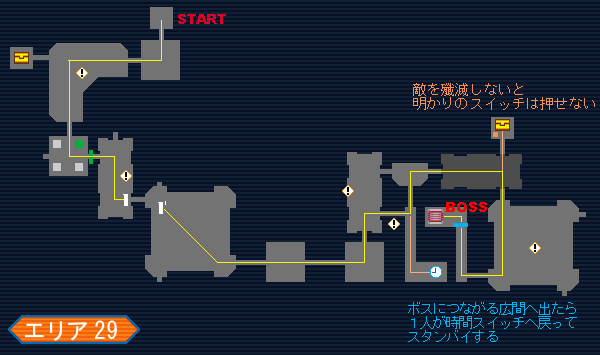 START
敵を殲滅しないと
明かりのスイッチは押せない
BOSS
ボスにつながる広間へ出たら
1人が時間スイッチへ戻って
スタンバイする
エリア 29